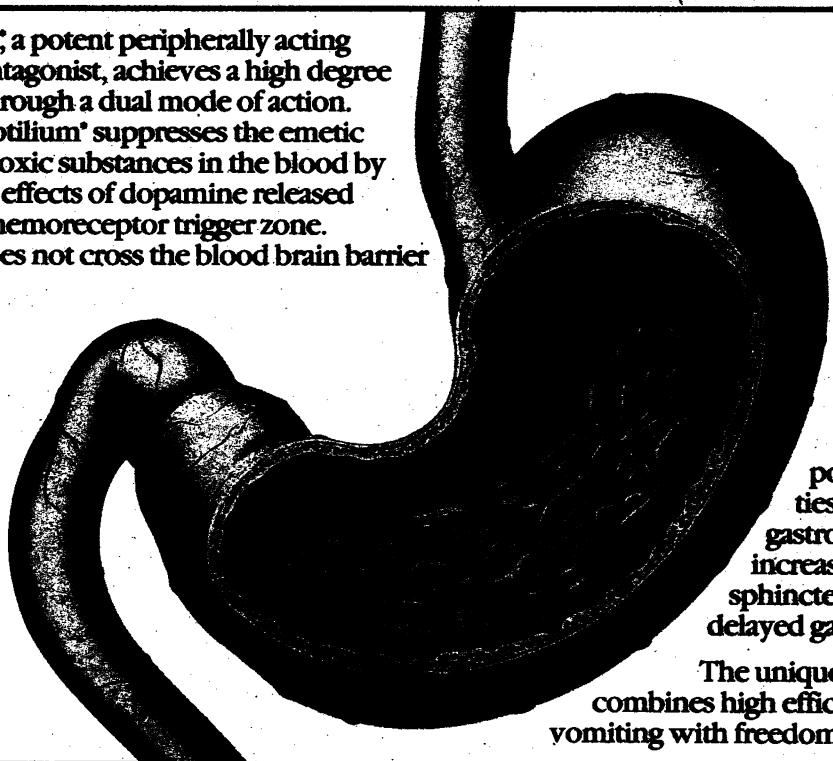 ; a potent peripherally acting
tagonist, achieves a high degree
rough a dual mode of action.
otilium® suppresses the emetic
oxic substances in the blood by
effects of dopamine released
hemoreceptor trigger zone.
es not cross the blood brain barrier
po
ties
gastro
increas
sphincte
delayed ga
The unique
combines high effic
vomiting with freedom